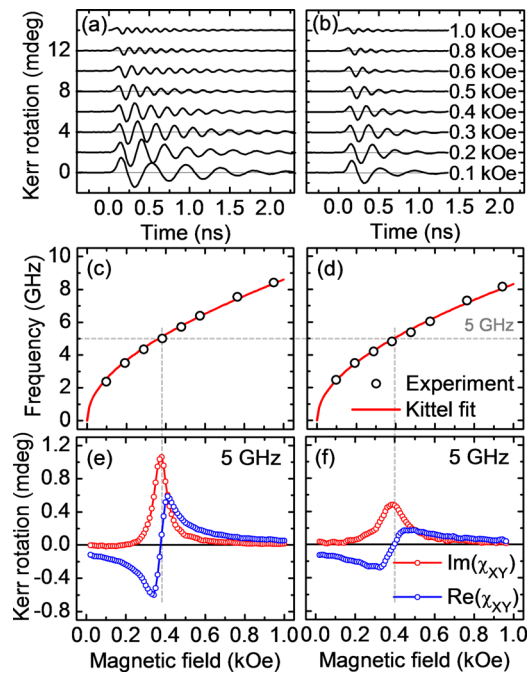 (a)
(b)
Kerr rotation (mdeg)
12
8
4
0
1.0 kOe
0.8 kOe
0.6 kOe
0.5 kOe
0.4 kOe
0.3 kOe
0.2 kOe
0.1 kOe
0.0 0.5 1.0 1.5 2.0
0.0 0.5 1.0 1.5 2.0
Time (ns)
Time (ns)
(c)
(d)
Frequency (GHz)
10
8
6
4
2
0
5 GHz
Experiment
Kittel fit
(e)
5 GHz
(f)
5 GHz
Kerr rotation (mdeg)
1.2
0.8
0.4
0.0
-0.4
-0.8
Im(χXY)
Re(χXY)
0.0 0.2 0.4 0.6 0.8 1.0
0.0 0.2 0.4 0.6 0.8 1.0
Magnetic field (kOe)
Magnetic field (kOe)